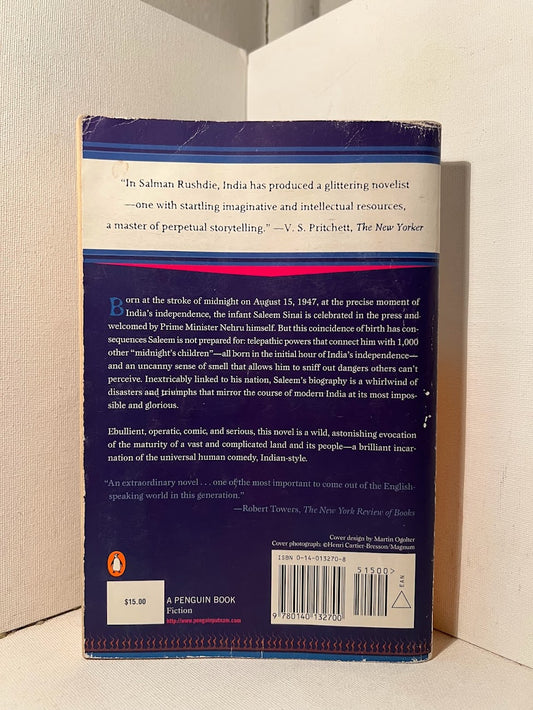 “In Salman Rushdie, India has produced a glittering novelist
—one with startling imaginative and intellectual resources,
a master of perpetual storytelling.” —V. S. Pritchett, The New Yorker
Born at the stroke of midnight on August 15, 1947, at the precise moment of
India’s independence, the infant Saleem Sinai is celebrated in the press and
welcomed by Prime Minister Nehru himself. But this coincidence of birth has con-
sequences Saleem is not prepared for: telepathic powers that connect him with 1,000
other “midnight’s children”—all born in the initial hour of India’s independence—
and an uncanny sense of smell that allows him to sniff out dangers others can’t
perceive. Inextricably linked to his nation, Saleem’s biography is a whirlwind of
disasters and triumphs that mirror the course of modern India at its most impos-
sible and glorious.
Ebullient, operatic, comic, and serious, this novel is a wild, astonishing evocation
of the maturity of a vast and complicated land and its people—a brilliant incar-
nation of the universal human comedy, Indian-style.
“An extraordinary novel . . . one of the most important to come out of the English-
speaking world in this generation.”
—Robert Towers, The New York Review of Books
Cover design by Martin Ogolter
Cover photograph: ©Henri Cartier-Bresson/Magnum
ISBN 0-14-013270-8
51500>
EAN
9 780140 132700
$15.00
A PENGUIN BOOK
Fiction
http://www.penguinputnam.com